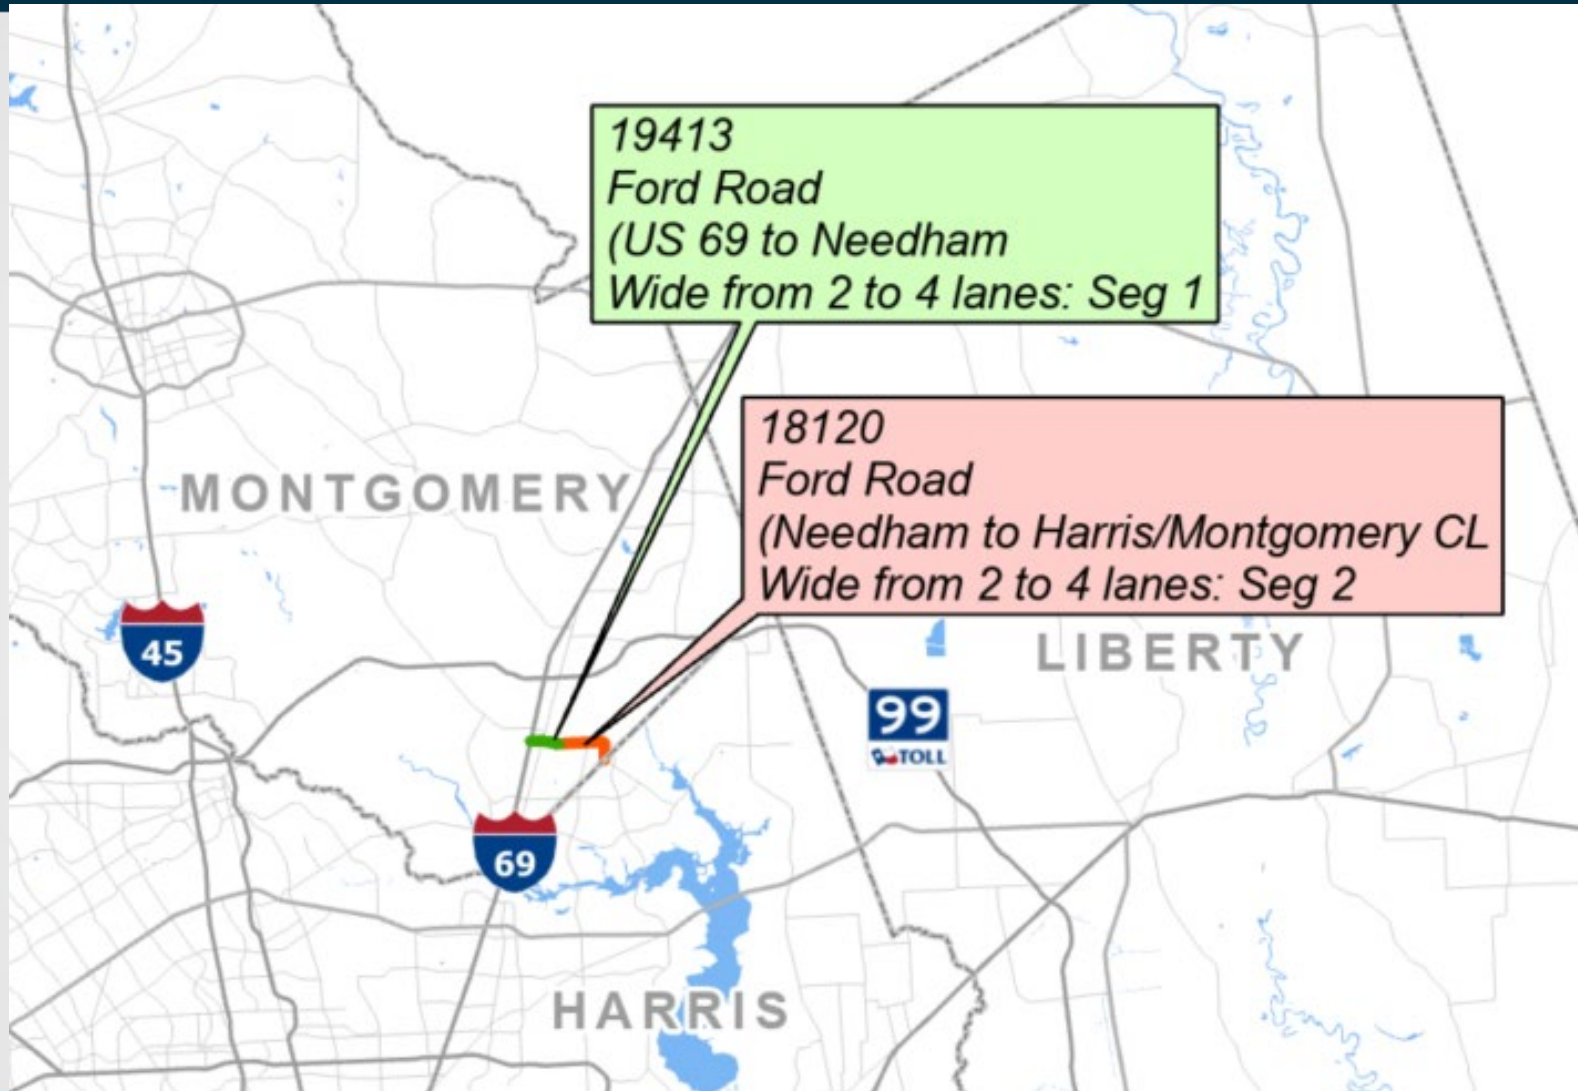 19413
Ford Road
(US 69 to Needham
Wide from 2 to 4 lanes: Seg 1
18120
Ford Road
(Needham to Harris/Montgomery CL
Wide from 2 to 4 lanes: Seg 2
MONTGOMERY
45
LIBERTY
99
TOLL
69
HARRIS